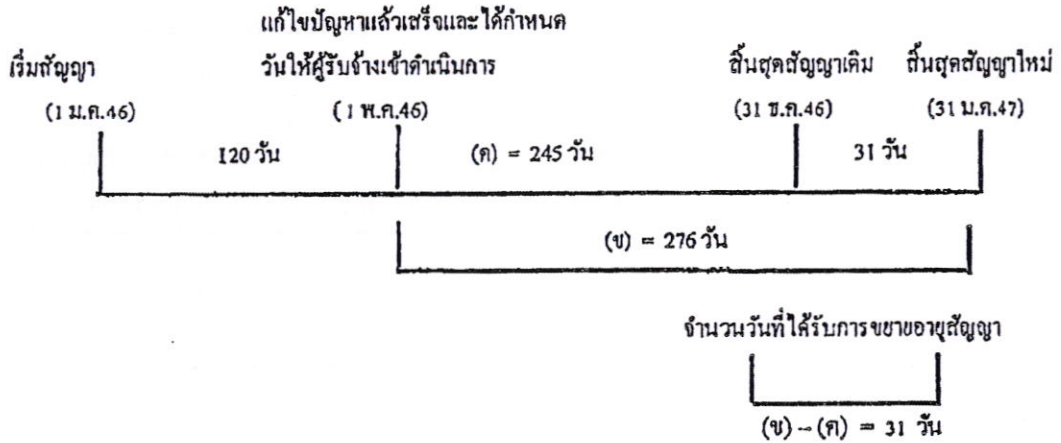 แก้ไขปัญหาแล้วเสร็จและได้กำหนด
เริ่มสัญญา วันให้ผู้รับจ้างเข้าดำเนินการ สิ้นสุดสัญญาเดิม สิ้นสุดสัญญาใหม่
(1 ม.ค.46) (1 พ.ค.46) (31 ธ.ค.46) (31 ม.ค.47)
120 วัน (ค) = 245 วัน 31 วัน
(ข) = 276 วัน
จำนวนวันที่ได้รับการขยายอายุสัญญา
(ข) - (ค) = 31 วัน